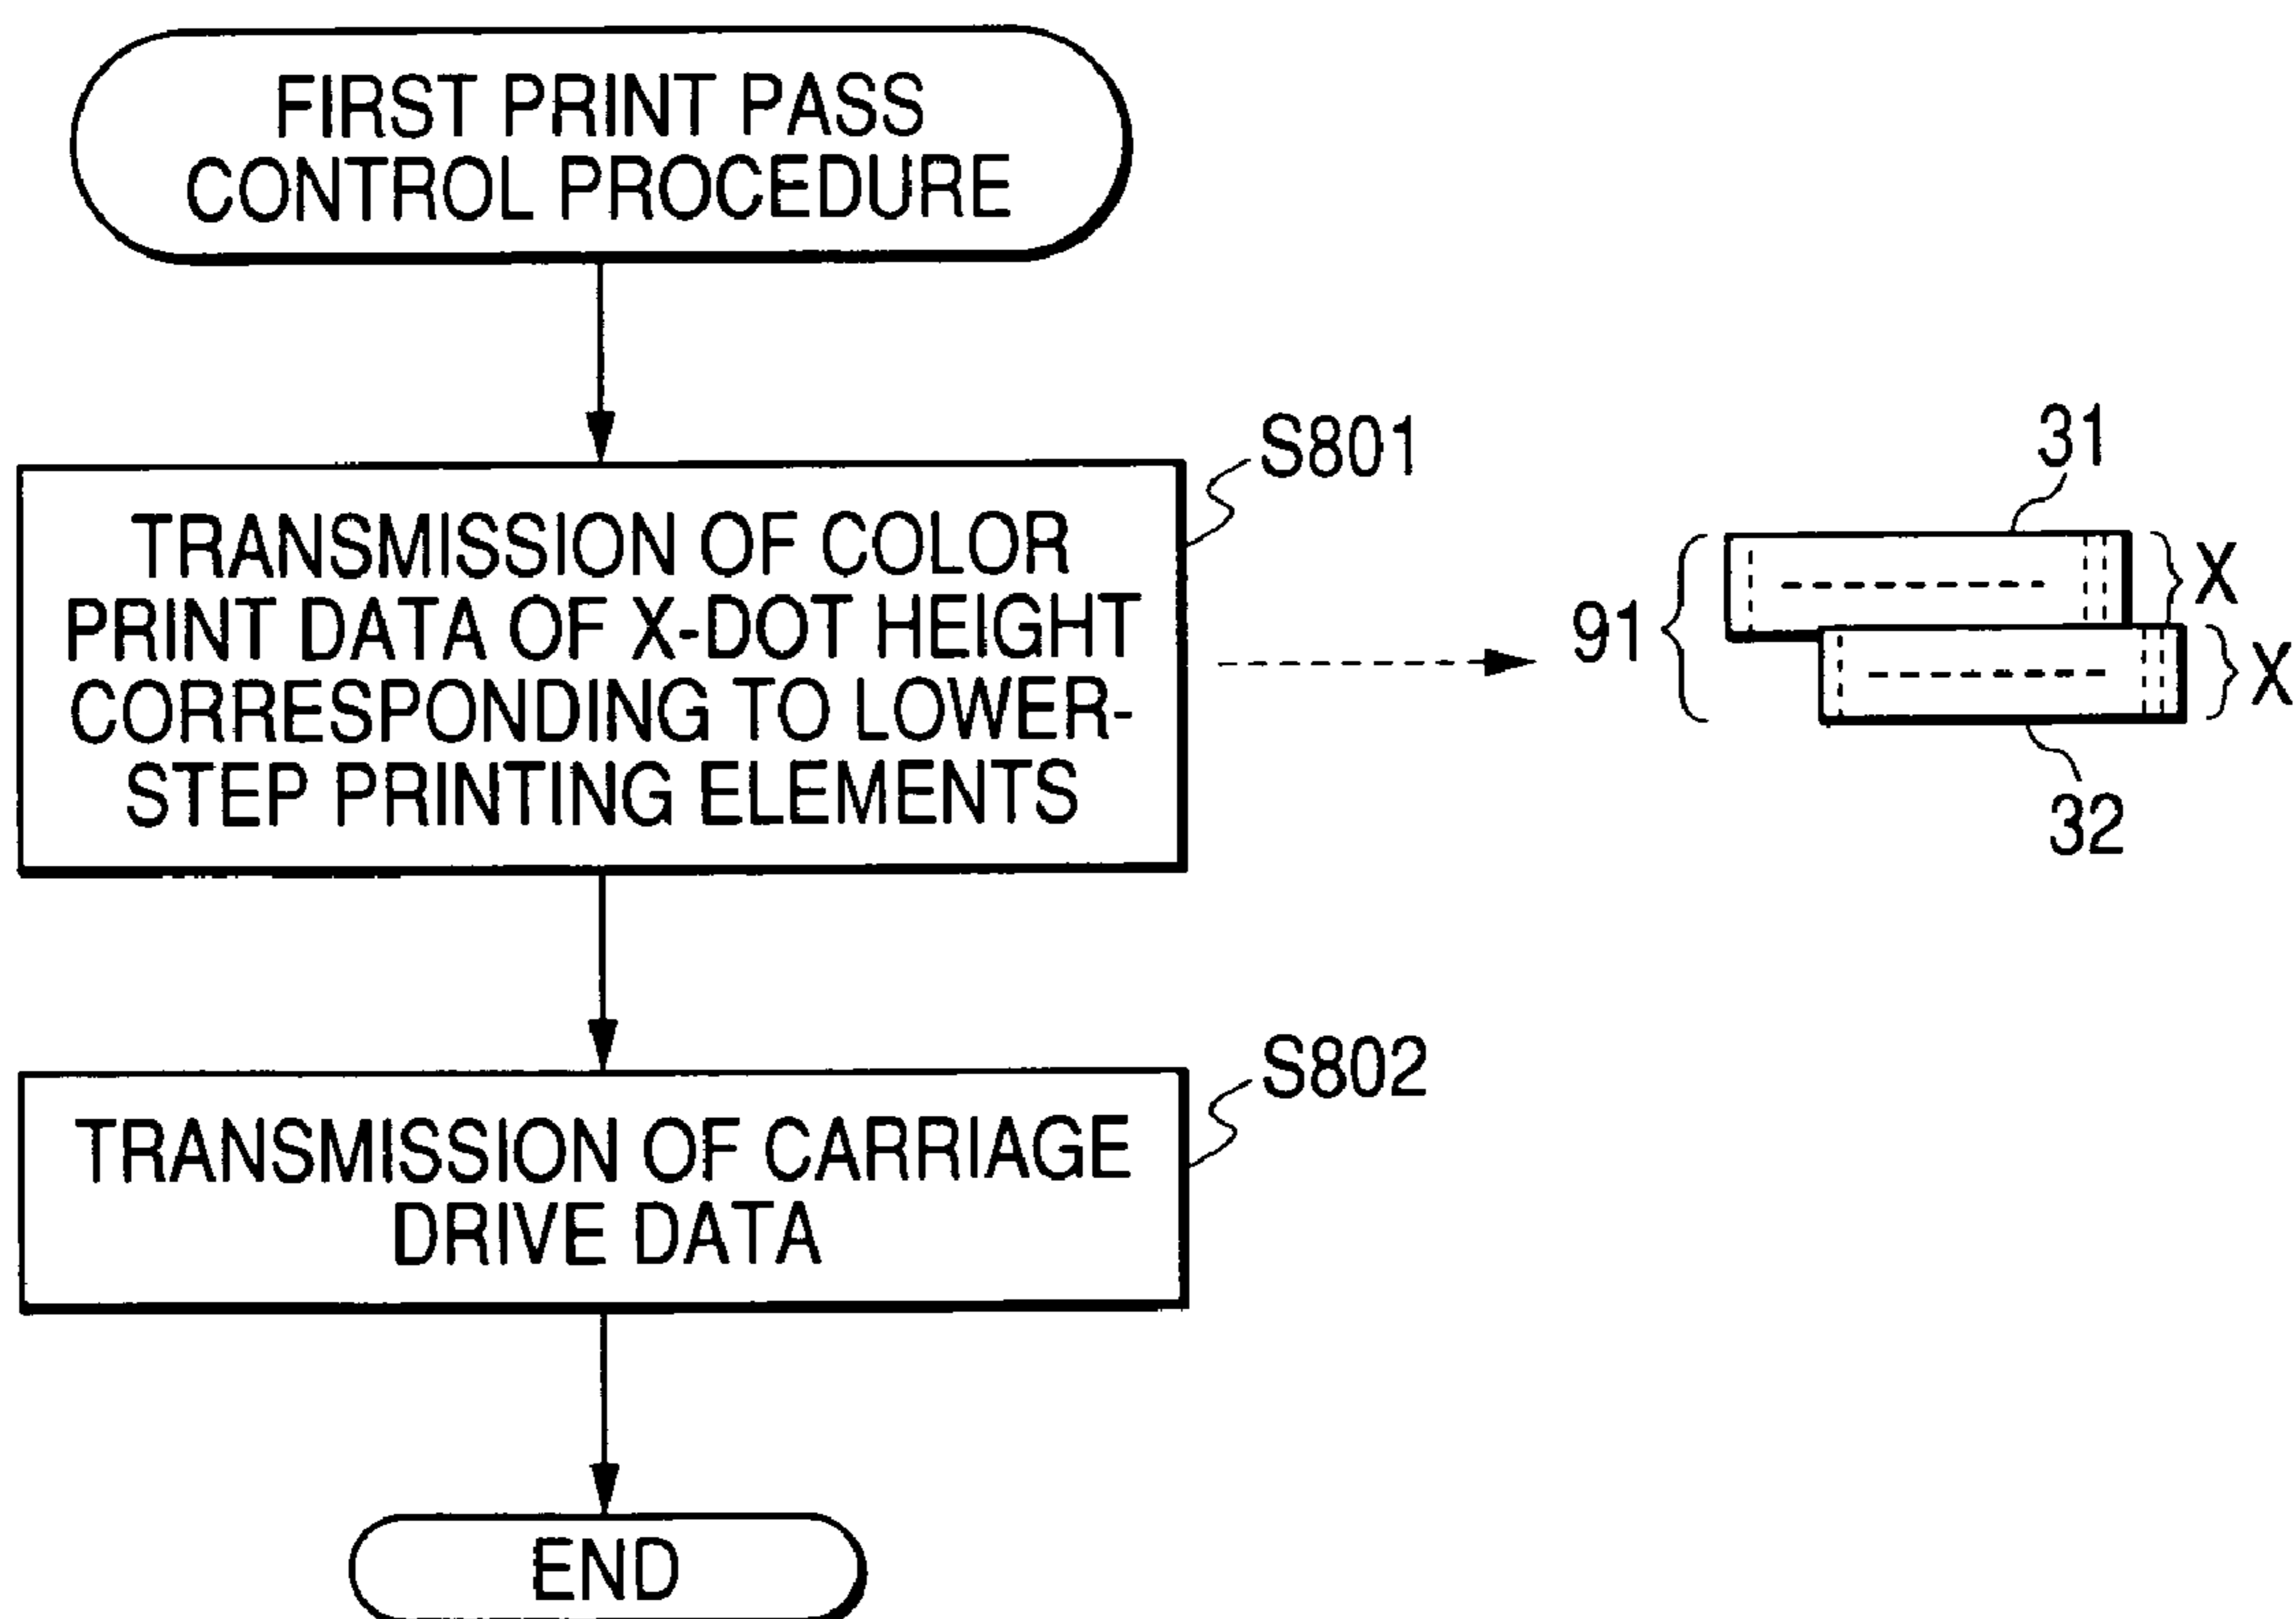 FIRST PRINT PASS
CONTROL PROCEDURE
S801
TRANSMISSION OF COLOR
PRINT DATA OF X-DOT HEIGHT
CORRESPONDING TO LOWER-
STEP PRINTING ELEMENTS
31
X
91
X
32
S802
TRANSMISSION OF CARRIAGE
DRIVE DATA
END